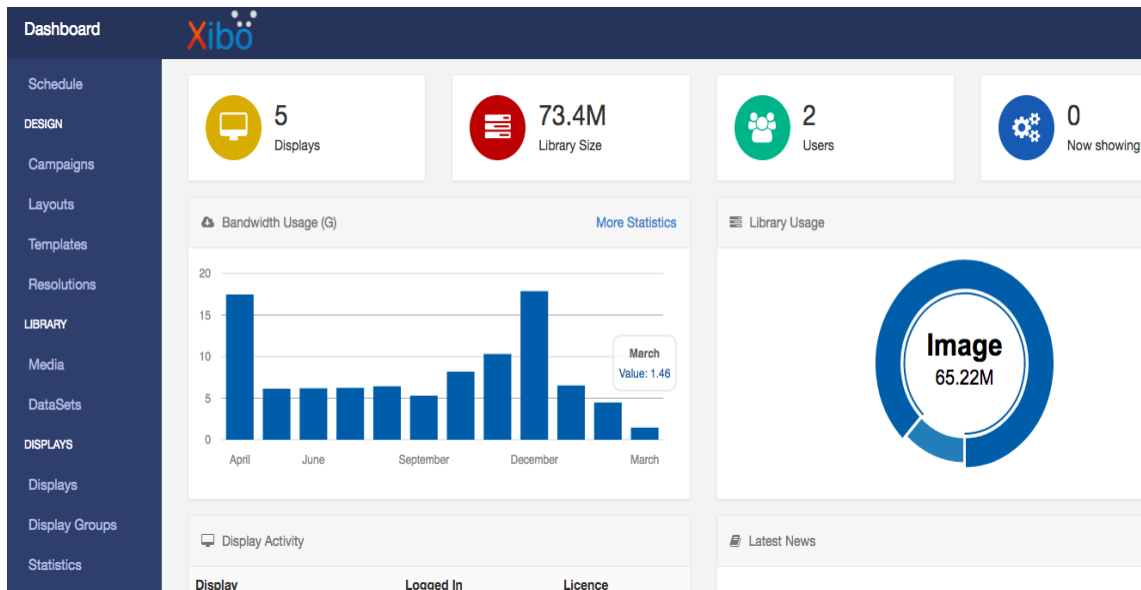 Dashboard
Xibo
Schedule
DESIGN
Campaigns
Layouts
Templates
Resolutions
LIBRARY
Media
DataSets
DISPLAYS
Displays
Display Groups
Statistics
5
Displays
73.4M
Library Size
2
Users
0
Now showing
Bandwidth Usage (G)
More Statistics
20
15
10
5
0
March
Value: 1.46
April June September December March
Library Usage
Image
65.22M
Display Activity
Display Logged In Licence
Latest News